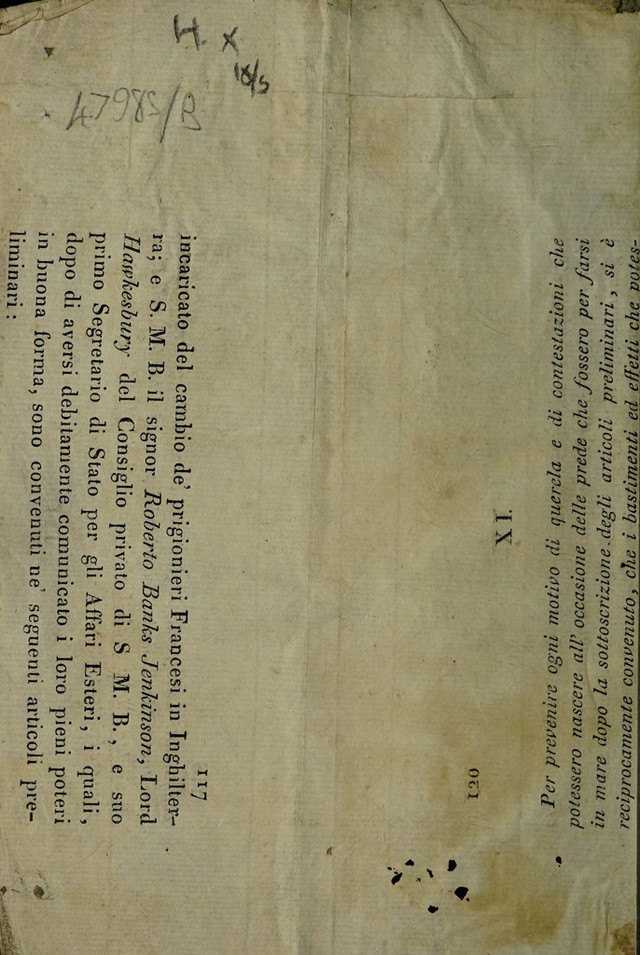 H x
18/5
47985/B
117
incaricato del cambio de' prigionieri Francesi in Inghilter-
ra; e S. M. B. il signor Roberto Banks Jenkinson, Lord
Hawkesbury del Consiglio privato di S M. B., e suo
primo Segretario di Stato per gli Affari Esteri, i quali,
dopo di aversi debitamente comunicato i loro pieni poteri
in buona forma, sono convenuti ne' seguenti articoli pre-
liminari:
120
XI.
Per prevenire ogni motivo di querela e di contestazioni che
potessero nascere all' occasione delle prede che fossero per farsi
in mare dopo la sottoscrizione degli articoli preliminari, si è
reciprocamente convenuto, che i bastimenti ed effetti che potes-